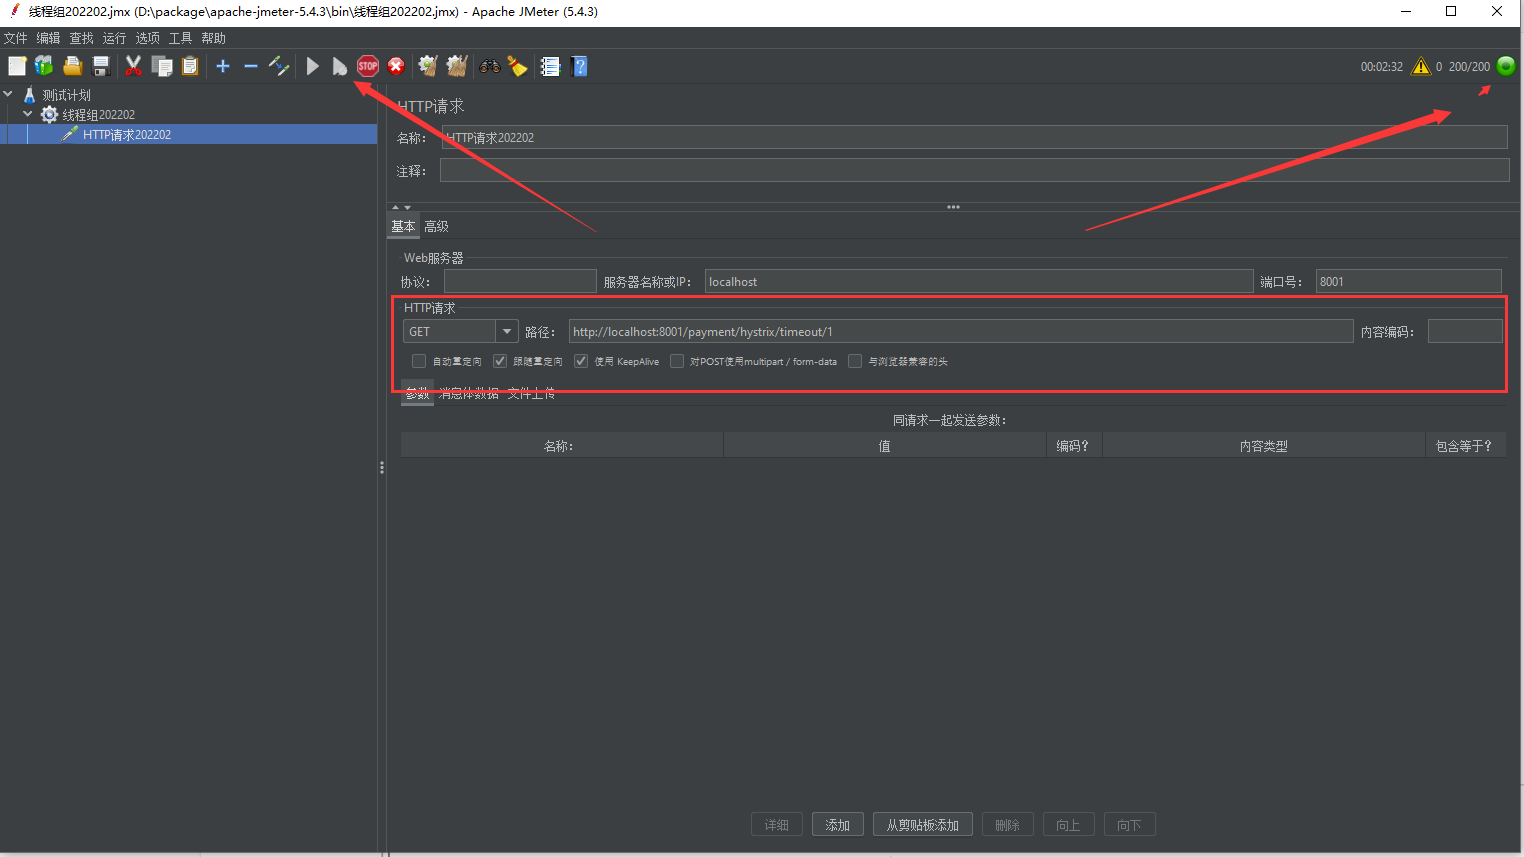 线程组202202.jmx (D:\package\apache-jmeter-5.4.3\bin\线程组202202.jmx) - Apache JMeter (5.4.3)
文件 编辑 查找 运行 选项 工具 帮助
STOP ? 00:02:32 0 200/200
测试计划
线程组202202
HTTP请求202202
HTTP请求
名称： HTTP请求202202
注释：
基本 高级
Web服务器
协议： 服务器名称或IP： localhost 端口号： 8001
HTTP请求
GET 路径： http://localhost:8001/payment/hystrix/timeout/1 内容编码：
自动重定向 跟随重定向 使用 KeepAlive 对POST使用multipart / form-data 与浏览器兼容的头
参数 消息体数据 文件上传
同请求一起发送参数：
名称： 值 编码? 内容类型 包含等于?
详细 添加 从剪贴板添加 删除 向上 向下